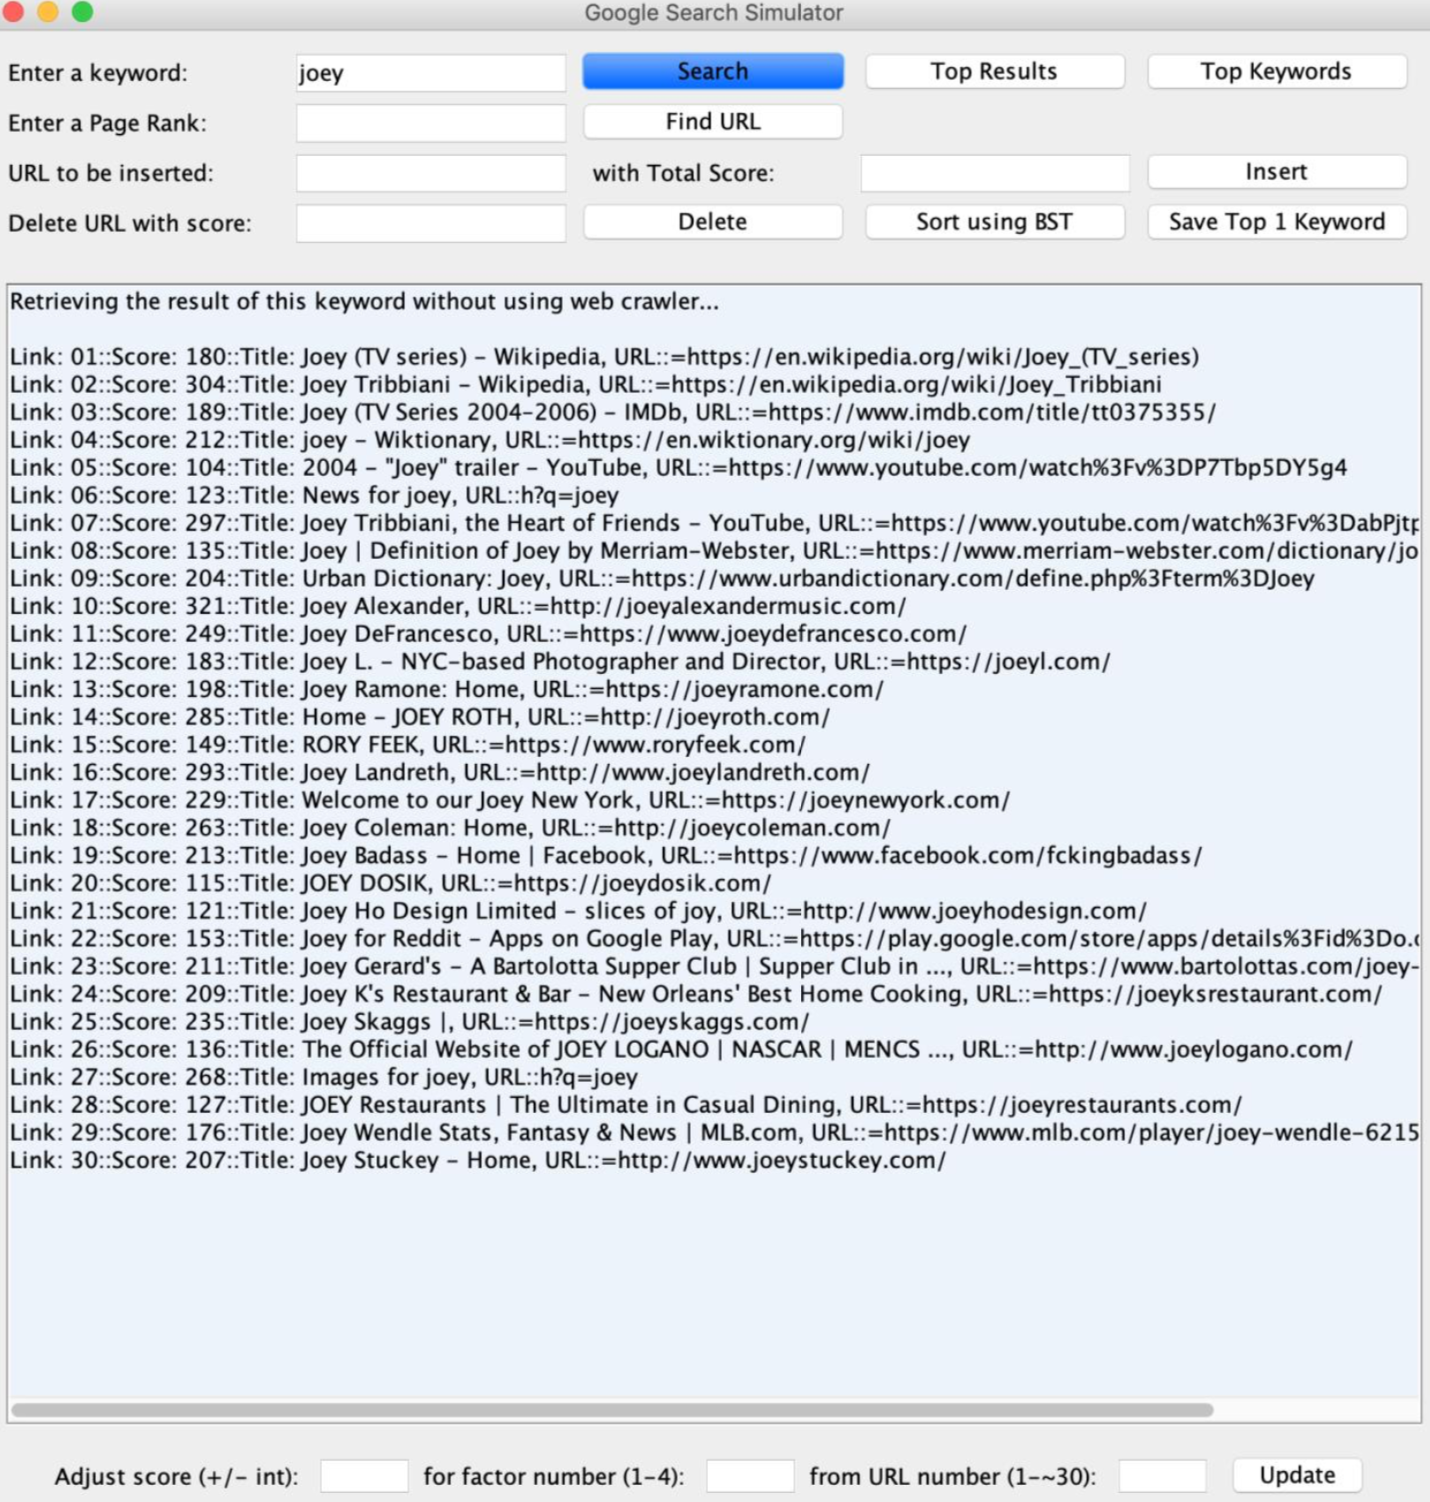 Google Search Simulator
Enter a keyword: joey Search Top Results Top Keywords
Enter a Page Rank: Find URL
URL to be inserted: with Total Score: Insert
Delete URL with score: Delete Sort using BST Save Top 1 Keyword
Retrieving the result of this keyword without using web crawler...
Link: 01::Score: 180::Title: Joey (TV series) – Wikipedia, URL::=https://en.wikipedia.org/wiki/Joey_(TV_series)
Link: 02::Score: 304::Title: Joey Tribbiani – Wikipedia, URL::=https://en.wikipedia.org/wiki/Joey_Tribbiani
Link: 03::Score: 189::Title: Joey (TV Series 2004–2006) – IMDb, URL::=https://www.imdb.com/title/tt0375355/
Link: 04::Score: 212::Title: joey – Wiktionary, URL::=https://en.wiktionary.org/wiki/joey
Link: 05::Score: 104::Title: 2004 – "Joey" trailer – YouTube, URL::=https://www.youtube.com/watch%3Fv%3DP7Tbp5DY5g4
Link: 06::Score: 123::Title: News for joey, URL::h?q=joey
Link: 07::Score: 297::Title: Joey Tribbiani, the Heart of Friends – YouTube, URL::=https://www.youtube.com/watch%3Fv%3DabPjtp
Link: 08::Score: 135::Title: Joey | Definition of Joey by Merriam-Webster, URL::=https://www.merriam-webster.com/dictionary/jo
Link: 09::Score: 204::Title: Urban Dictionary: Joey, URL::=https://www.urbandictionary.com/define.php%3Fterm%3DJoey
Link: 10::Score: 321::Title: Joey Alexander, URL::=http://joeyalexandermusic.com/
Link: 11::Score: 249::Title: Joey DeFrancesco, URL::=https://www.joeydefrancesco.com/
Link: 12::Score: 183::Title: Joey L. – NYC-based Photographer and Director, URL::=https://joeyl.com/
Link: 13::Score: 198::Title: Joey Ramone: Home, URL::=https://joeyramone.com/
Link: 14::Score: 285::Title: Home – JOEY ROTH, URL::=http://joeyroth.com/
Link: 15::Score: 149::Title: RORY FEEK, URL::=https://www.roryfeek.com/
Link: 16::Score: 293::Title: Joey Landreth, URL::=http://www.joeylandreth.com/
Link: 17::Score: 229::Title: Welcome to our Joey New York, URL::=https://joeynewyork.com/
Link: 18::Score: 263::Title: Joey Coleman: Home, URL::=http://joeycoleman.com/
Link: 19::Score: 213::Title: Joey Badass – Home | Facebook, URL::=https://www.facebook.com/fckingbadass/
Link: 20::Score: 115::Title: JOEY DOSIK, URL::=https://joeydosik.com/
Link: 21::Score: 121::Title: Joey Ho Design Limited – slices of joy, URL::=http://www.joeyhodesign.com/
Link: 22::Score: 153::Title: Joey for Reddit – Apps on Google Play, URL::=https://play.google.com/store/apps/details%3Fid%3Do.
Link: 23::Score: 211::Title: Joey Gerard's – A Bartolotta Supper Club | Supper Club in ..., URL::=https://www.bartolottas.com/joey-
Link: 24::Score: 209::Title: Joey K's Restaurant & Bar – New Orleans' Best Home Cooking, URL::=https://joeyksrestaurant.com/
Link: 25::Score: 235::Title: Joey Skaggs |, URL::=https://joeyskaggs.com/
Link: 26::Score: 136::Title: The Official Website of JOEY LOGANO | NASCAR | MENCS ..., URL::=http://www.joeylogano.com/
Link: 27::Score: 268::Title: Images for joey, URL::h?q=joey
Link: 28::Score: 127::Title: JOEY Restaurants | The Ultimate in Casual Dining, URL::=https://joeyrestaurants.com/
Link: 29::Score: 176::Title: Joey Wendle Stats, Fantasy & News | MLB.com, URL::=https://www.mlb.com/player/joey-wendle-6215
Link: 30::Score: 207::Title: Joey Stuckey – Home, URL::=http://www.joeystuckey.com/
Adjust score (+/- int): for factor number (1-4): from URL number (1-~30): Update